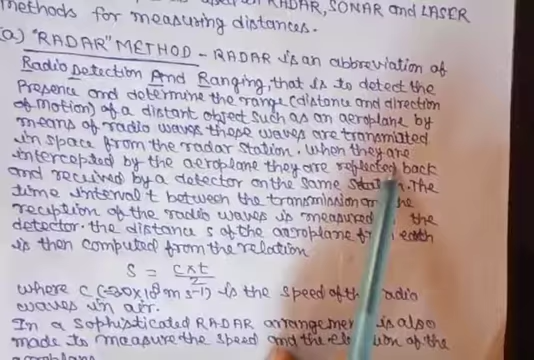 methods for measuring distances. RADAR, SONAR and LASER
(a) "RADAR" METHOD - RADAR is an abbreviation of
Radio Detection And Ranging, that is to detect the
Presence and determine the range (distance and direction
of motion) of a distant object such as an aeroplane by
means of radio waves these waves are transmitted
in space from the radar station. When they are
intercepted by the aeroplane they are reflected back
and received by a detector on the same . The
time interval t between the transmission
reception of the radio waves is measured the
detector. the distance s of the aeroplane earth
is then computed from the relation
S = c×t/2
where c is the speed of radio
waves in air.
In a sophisticated RADAR arrangement is also
made to measure the speed and the of the
aeroplane